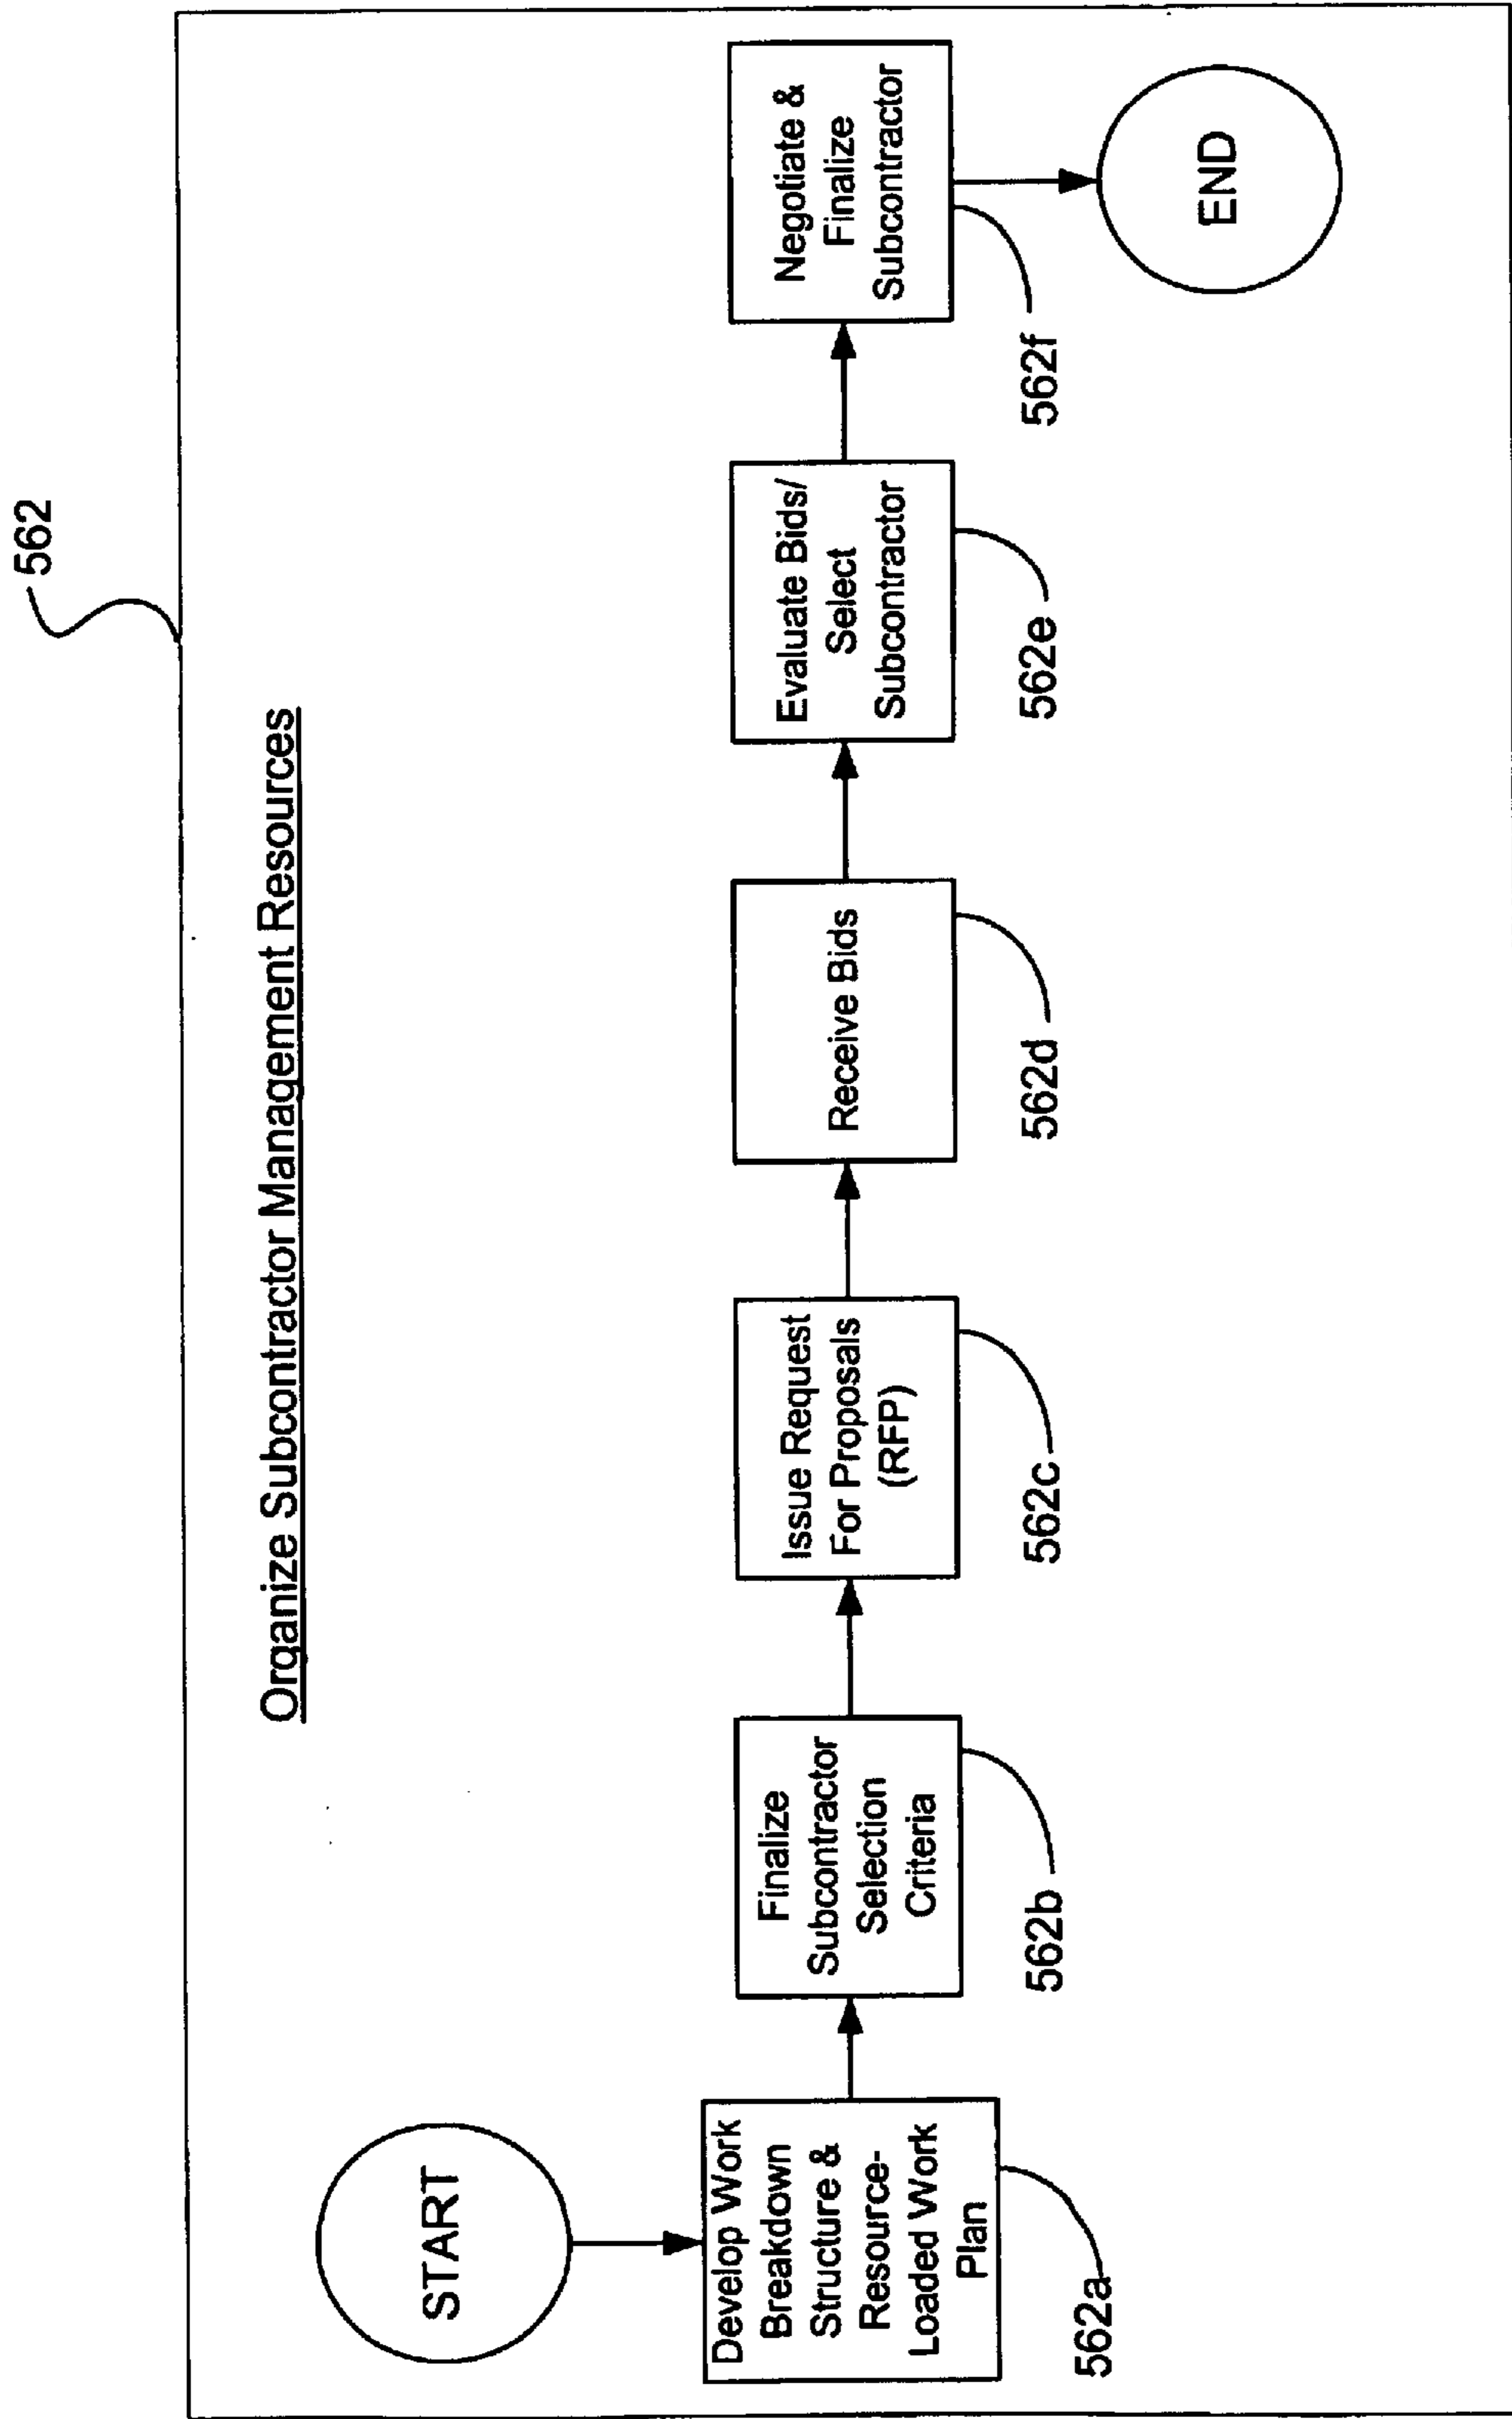 562
Organize Subcontractor Management Resources
START
Develop Work
Breakdown
Structure &
Resource-
Loaded Work
Plan
562a
Finalize
Subcontractor
Selection
Criteria
562b
Issue Request
For Proposals
(RFP)
562c
Receive Bids
562d
Evaluate Bids/
Select
Subcontractor
562e
Negotiate &
Finalize
Subcontractor
562f
END